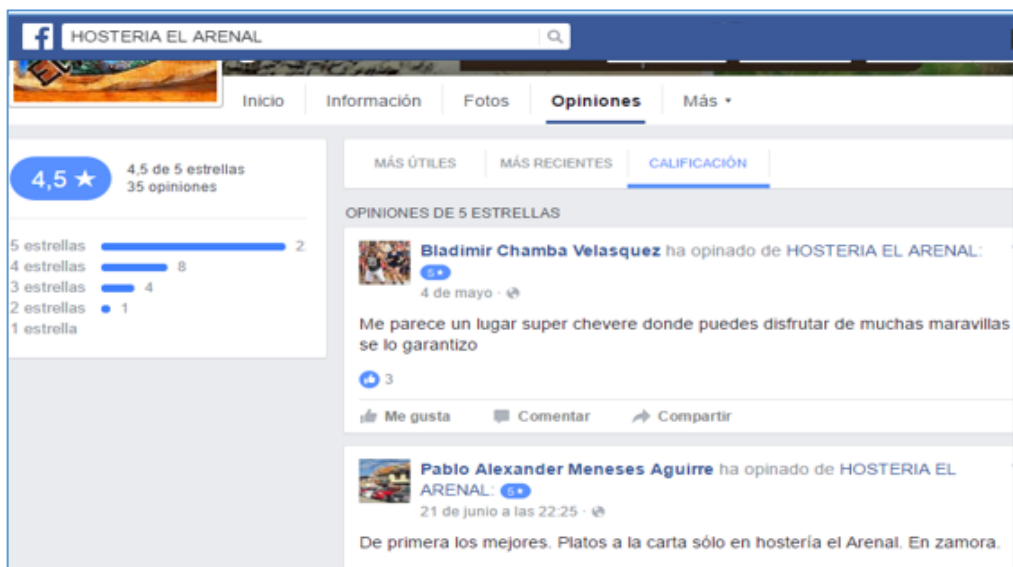 HOSTERIA EL ARENAL
Inicio Información Fotos Opiniones Más
4,5 ★ 4,5 de 5 estrellas
35 opiniones
5 estrellas 2
4 estrellas 8
3 estrellas 4
2 estrellas 1
1 estrella
MÁS ÚTILES MÁS RECIENTES CALIFICACIÓN
OPINIONES DE 5 ESTRELLAS
Bladimir Chamba Velasquez ha opinado de HOSTERIA EL ARENAL:
5★
4 de mayo ·
Me parece un lugar super chevere donde puedes disfrutar de muchas maravillas
se lo garantizo
3
Me gusta Comentar Compartir
Pablo Alexander Meneses Aguirre ha opinado de HOSTERIA EL
ARENAL: 5★
21 de junio a las 22:25 ·
De primera los mejores. Platos a la carta sólo en hostería el Arenal. En zamora.